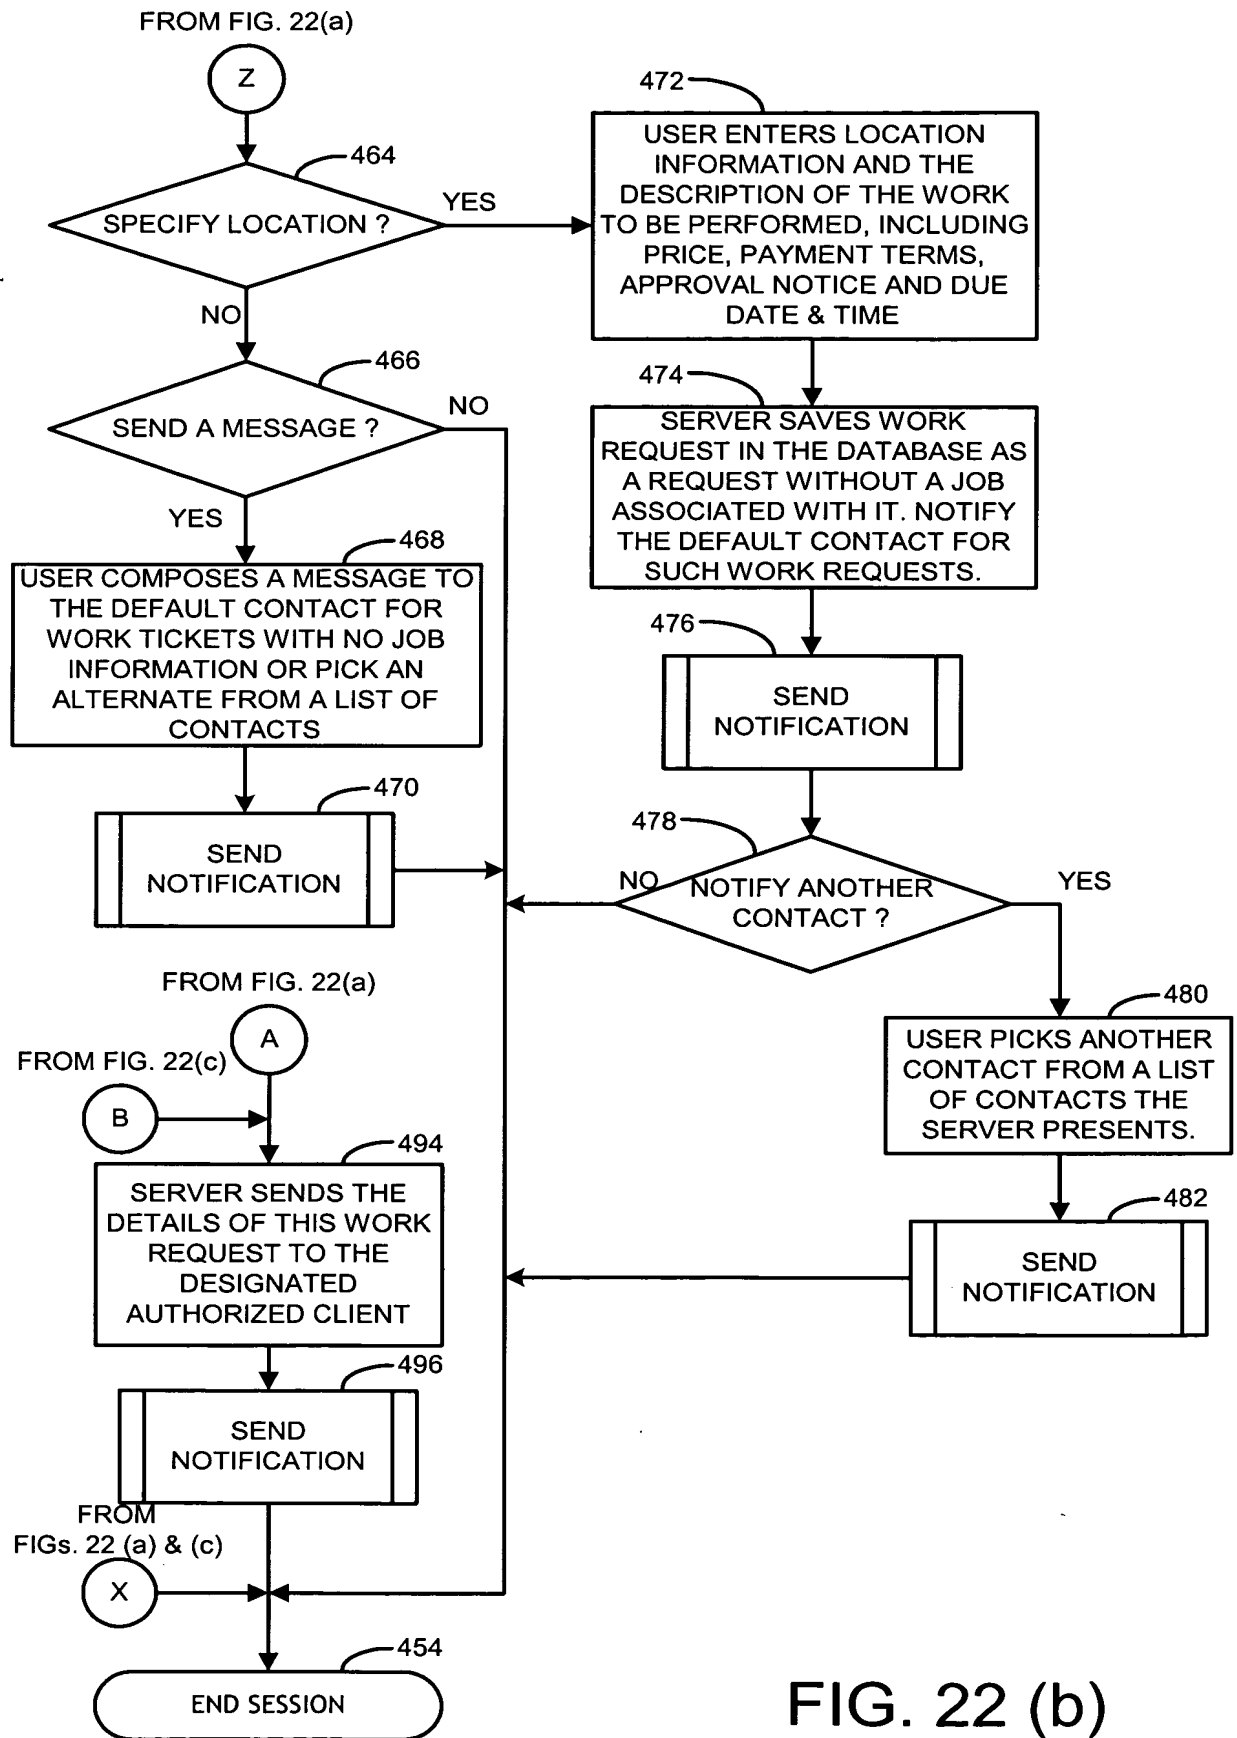 FROM FIG. 22(a)
Z
464
SPECIFY LOCATION ?
YES
NO
472
USER ENTERS LOCATION
INFORMATION AND THE
DESCRIPTION OF THE WORK
TO BE PERFORMED, INCLUDING
PRICE, PAYMENT TERMS,
APPROVAL NOTICE AND DUE
DATE & TIME
466
SEND A MESSAGE ?
NO
YES
474
SERVER SAVES WORK
REQUEST IN THE DATABASE AS
A REQUEST WITHOUT A JOB
ASSOCIATED WITH IT. NOTIFY
THE DEFAULT CONTACT FOR
SUCH WORK REQUESTS.
468
USER COMPOSES A MESSAGE TO
THE DEFAULT CONTACT FOR
WORK TICKETS WITH NO JOB
INFORMATION OR PICK AN
ALTERNATE FROM A LIST OF
CONTACTS
476
SEND
NOTIFICATION
470
SEND
NOTIFICATION
478
NOTIFY ANOTHER
CONTACT ?
NO
YES
480
USER PICKS ANOTHER
CONTACT FROM A LIST
OF CONTACTS THE
SERVER PRESENTS.
482
SEND
NOTIFICATION
FROM FIG. 22(a)
A
FROM FIG. 22(c)
B
494
SERVER SENDS THE
DETAILS OF THIS WORK
REQUEST TO THE
DESIGNATED
AUTHORIZED CLIENT
496
SEND
NOTIFICATION
FROM
FIGs. 22 (a) & (c)
X
454
END SESSION
FIG. 22 (b)